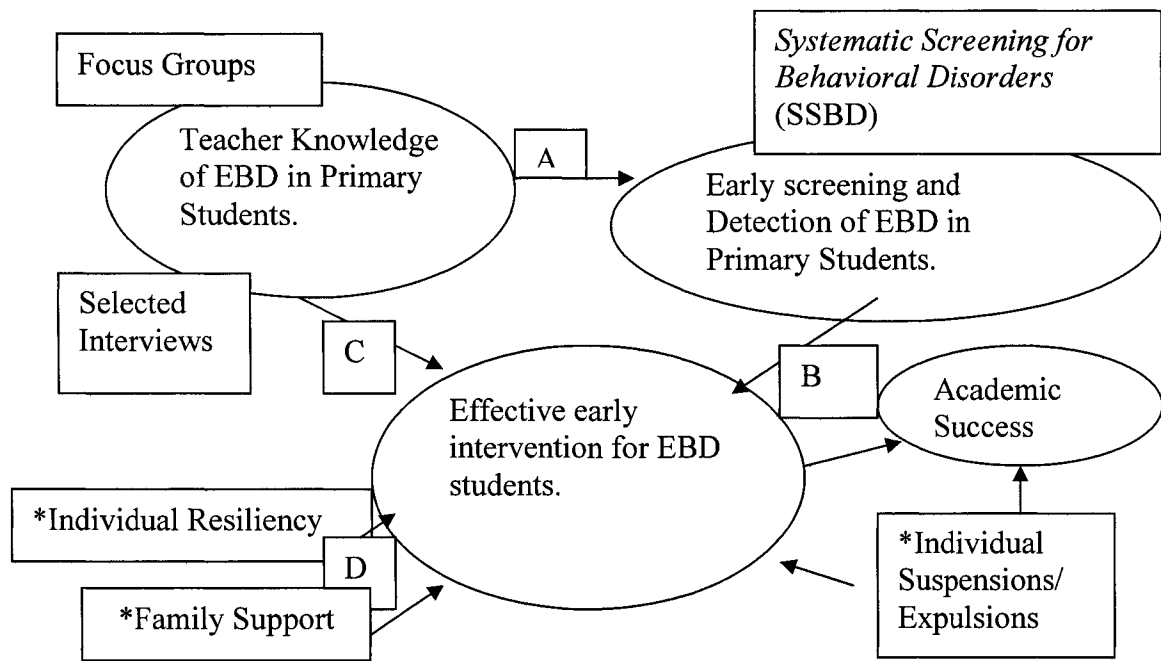 Focus Groups
Teacher Knowledge
of EBD in Primary
Students.
A
Systematic Screening for
Behavioral Disorders
(SSBD)
Early screening and
Detection of EBD in
Primary Students.
Selected
Interviews
C
B
Effective early
intervention for EBD
students.
Academic
Success
*Individual Resiliency
D
*Family Support
*Individual
Suspensions/
Expulsions